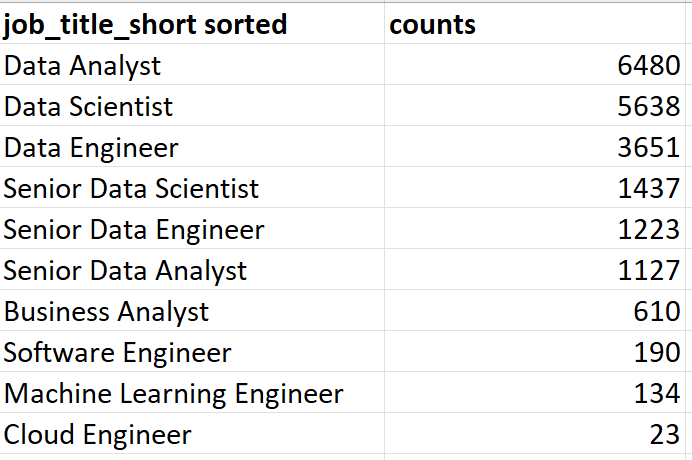 job_title_short sorted counts
Data Analyst 6480
Data Scientist 5638
Data Engineer 3651
Senior Data Scientist 1437
Senior Data Engineer 1223
Senior Data Analyst 1127
Business Analyst 610
Software Engineer 190
Machine Learning Engineer 134
Cloud Engineer 23